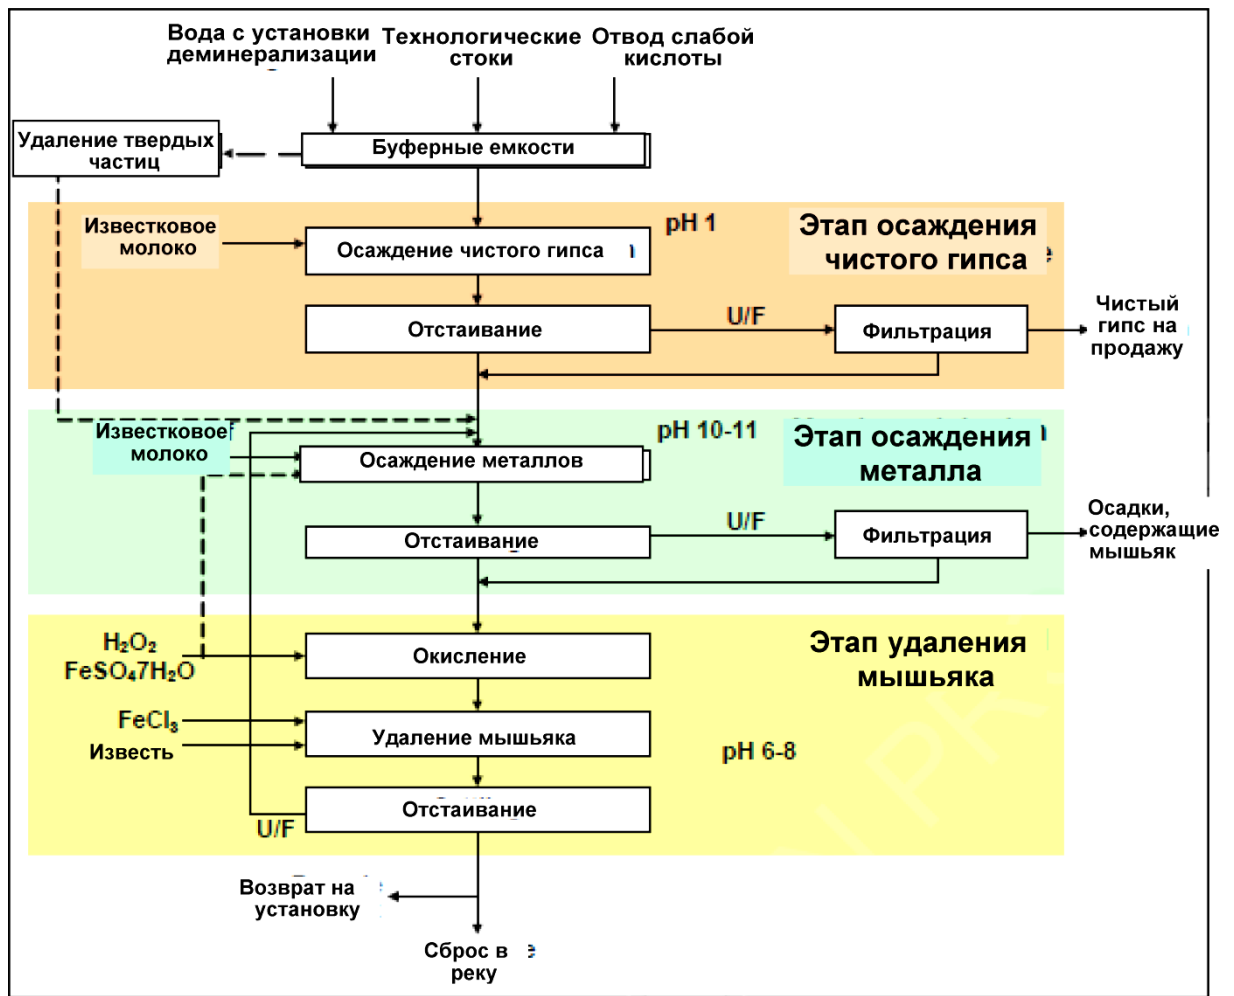 Вода с установки
деминерализации
Технологические
стоки
Отвод слабой
кислоты
Удаление твердых
частиц
Буферные емкости
Известковое
молоко
pH 1
Этап осаждения
чистого гипса
Осаждение чистого гипса
Отстаивание
U/F
Фильтрация
Чистый
гипс на
продажу
Известковое
молоко
pH 10-11
Этап осаждения
металла
Осаждение металлов
Отстаивание
U/F
Фильтрация
Осадки,
содержащие
мышьяк
H₂O₂
FeSO₄7H₂O
Окисление
Этап удаления
мышьяка
FeCl₃
Известь
Удаление мышьяка
pH 6-8
Отстаивание
U/F
Возврат на
установку
Сброс в
реку